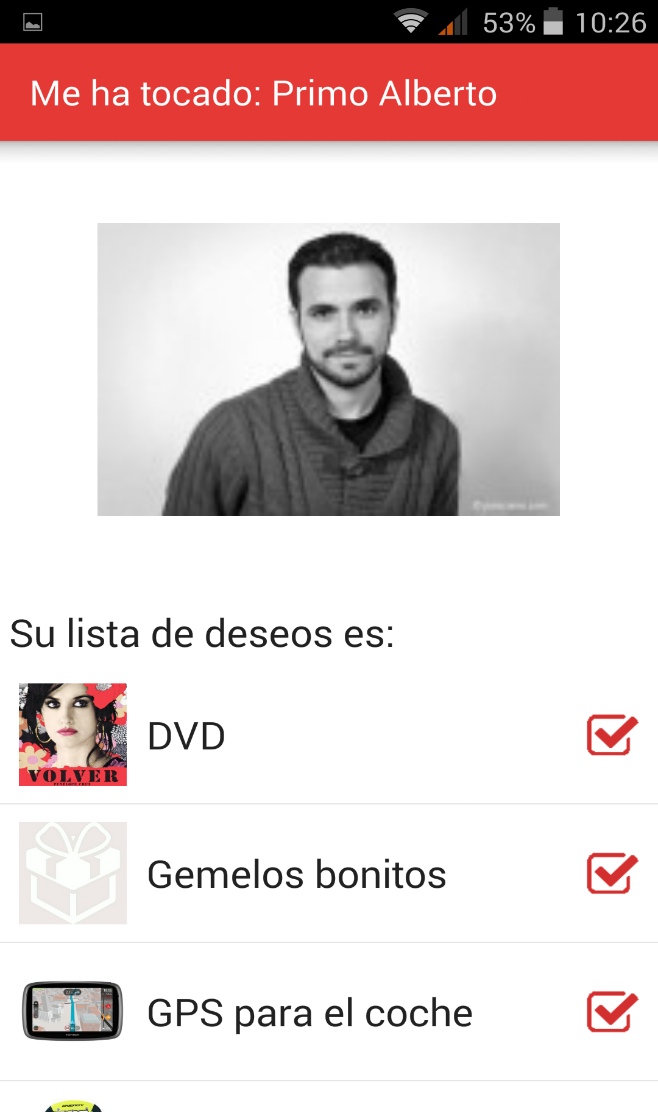 53% 10:26
Me ha tocado: Primo Alberto
Su lista de deseos es:
VOLVER
DVD
Gemelos bonitos
GPS para el coche